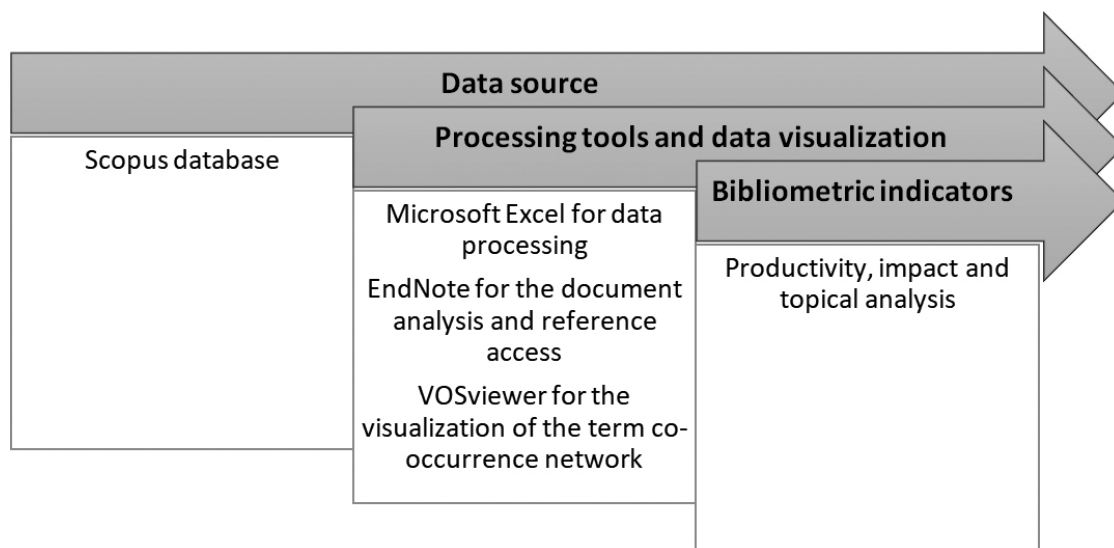 Data source
Scopus database
Processing tools and data visualization
Microsoft Excel for data
processing
EndNote for the document
analysis and reference
access
VOSviewer for the
visualization of the term co-
occurrence network
Bibliometric indicators
Productivity, impact and
topical analysis